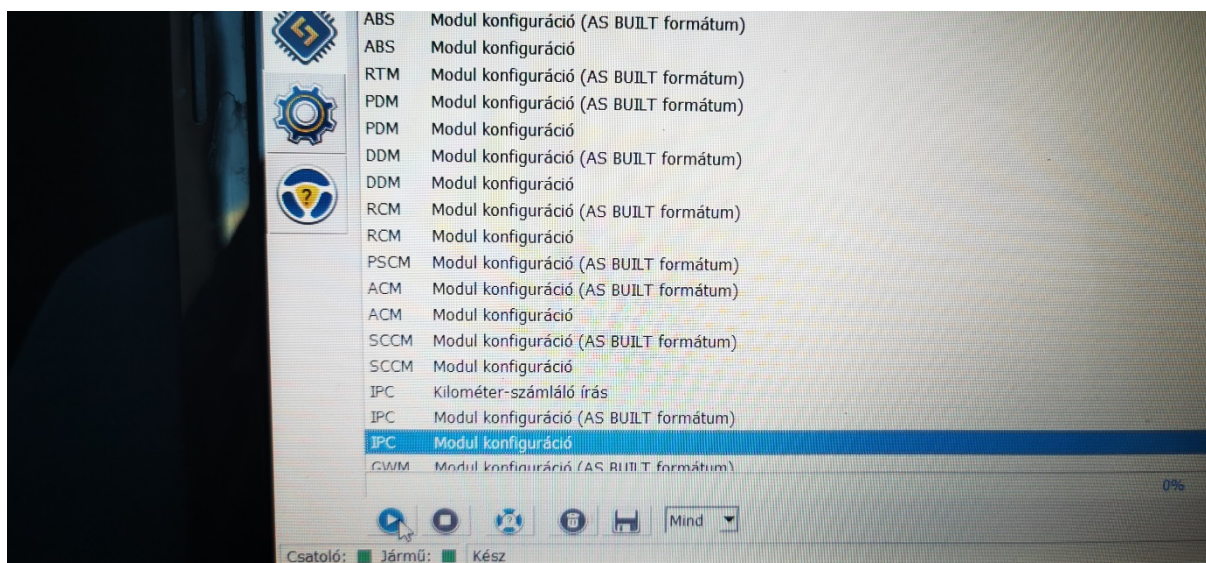 ABS Modul konfiguráció (AS BUILT formátum)
ABS Modul konfiguráció
RTM Modul konfiguráció (AS BUILT formátum)
PDM Modul konfiguráció (AS BUILT formátum)
PDM Modul konfiguráció
DDM Modul konfiguráció (AS BUILT formátum)
DDM Modul konfiguráció
RCM Modul konfiguráció (AS BUILT formátum)
RCM Modul konfiguráció
PSCM Modul konfiguráció (AS BUILT formátum)
ACM Modul konfiguráció (AS BUILT formátum)
ACM Modul konfiguráció
SCCM Modul konfiguráció (AS BUILT formátum)
SCCM Modul konfiguráció
IPC Kilométer-számláló írás
IPC Modul konfiguráció (AS BUILT formátum)
IPC Modul konfiguráció
GWM Modul konfiguráció (AS BUILT formátum)
0%
Mind
Csatoló: Jármű: Kész